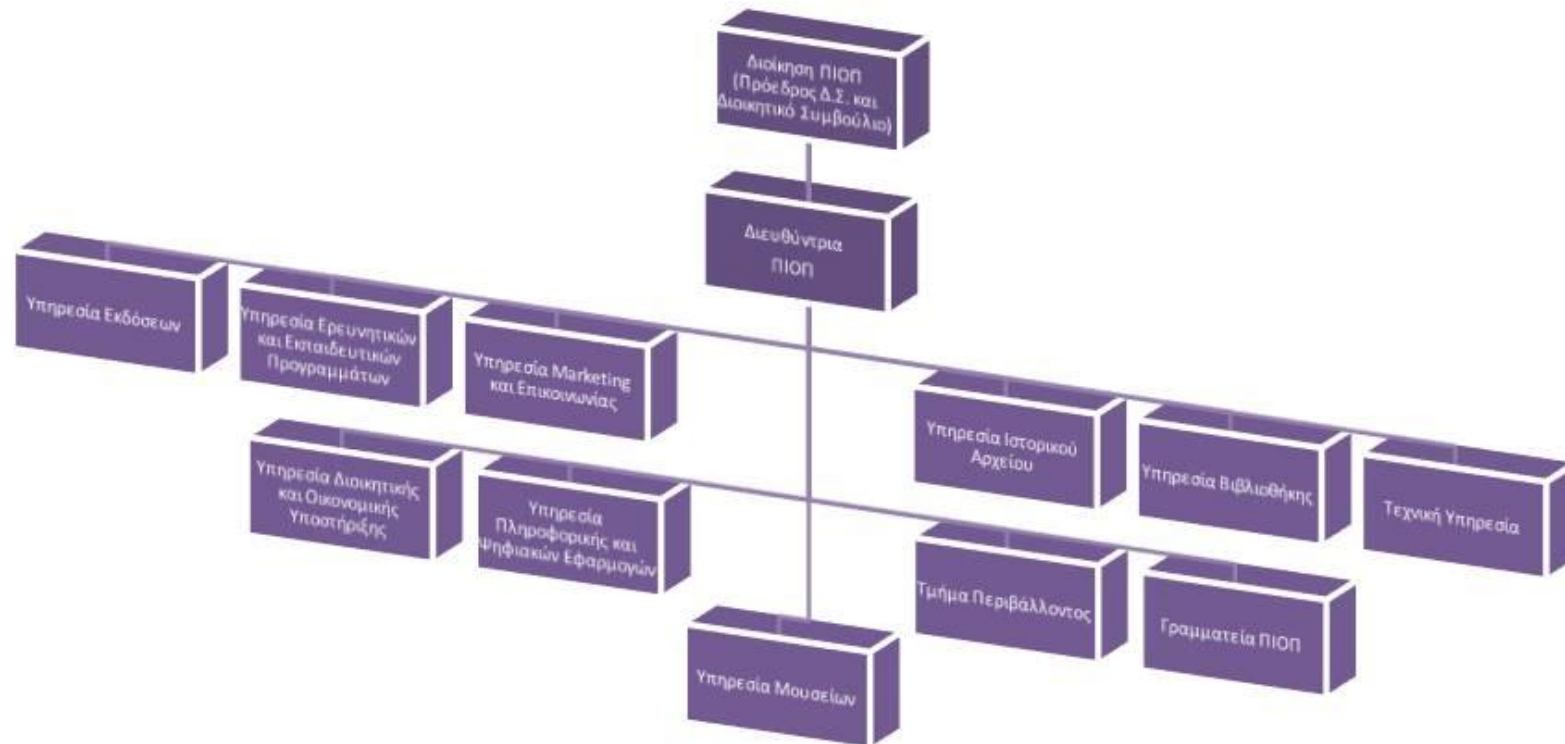 Διοίκηση ΠΙΟΠ
(Πρόεδρος Δ.Σ. και
Διοικητικό Συμβούλιο)
Διευθύντρια
ΠΙΟΠ
Υπηρεσία Εκδόσεων
Υπηρεσία Ερευνητικών
και Εκπαιδευτικών
Προγραμμάτων
Υπηρεσία Marketing
και Επικοινωνίας
Υπηρεσία Ιστορικού
Αρχείου
Υπηρεσία Βιβλιοθήκης
Τεχνική Υπηρεσία
Υπηρεσία Διοικητικής
και Οικονομικής
Υποστήριξης
Υπηρεσία
Πληροφορικής και
Ψηφιακών Εφαρμογών
Τμήμα Περιβάλλοντος
Γραμματεία ΠΙΟΠ
Υπηρεσία Μουσείων